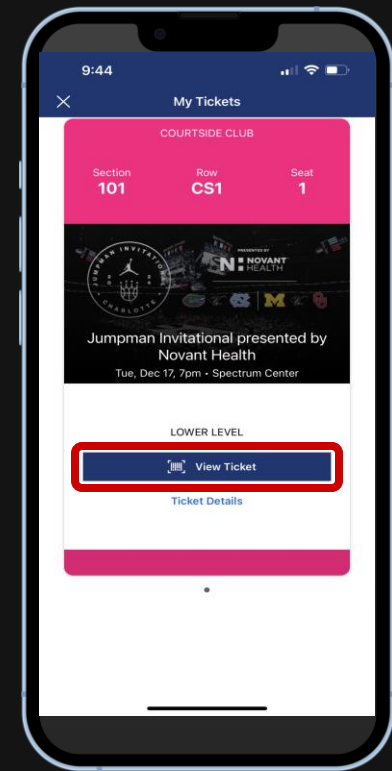 9:44
My Tickets
COURTSIDE CLUB
Section Row Seat
101 CS1 1
JUMPMAN INVITATIONAL
CHARLOTTE
PRESENTED BY
N NOVANT
HEALTH
Jumpman Invitational presented by
Novant Health
Tue, Dec 17, 7pm • Spectrum Center
LOWER LEVEL
View Ticket
Ticket Details